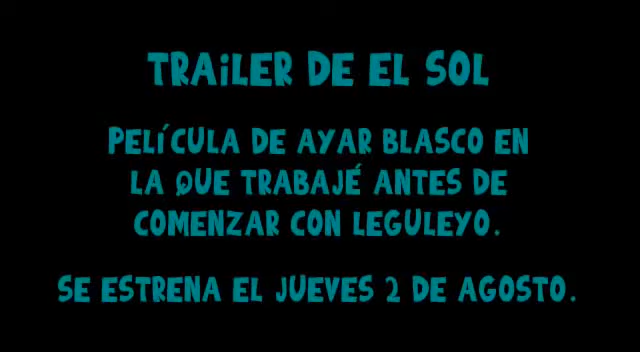 TRAiLER DE EL SOL
PELÍCULA DE AYAR BLASCO EN
LA QUE TRABAJÉ ANTES DE
COMENZAR CON LEGULEYO.
SE ESTRENA EL JUEVES 2 DE AGOSTO.